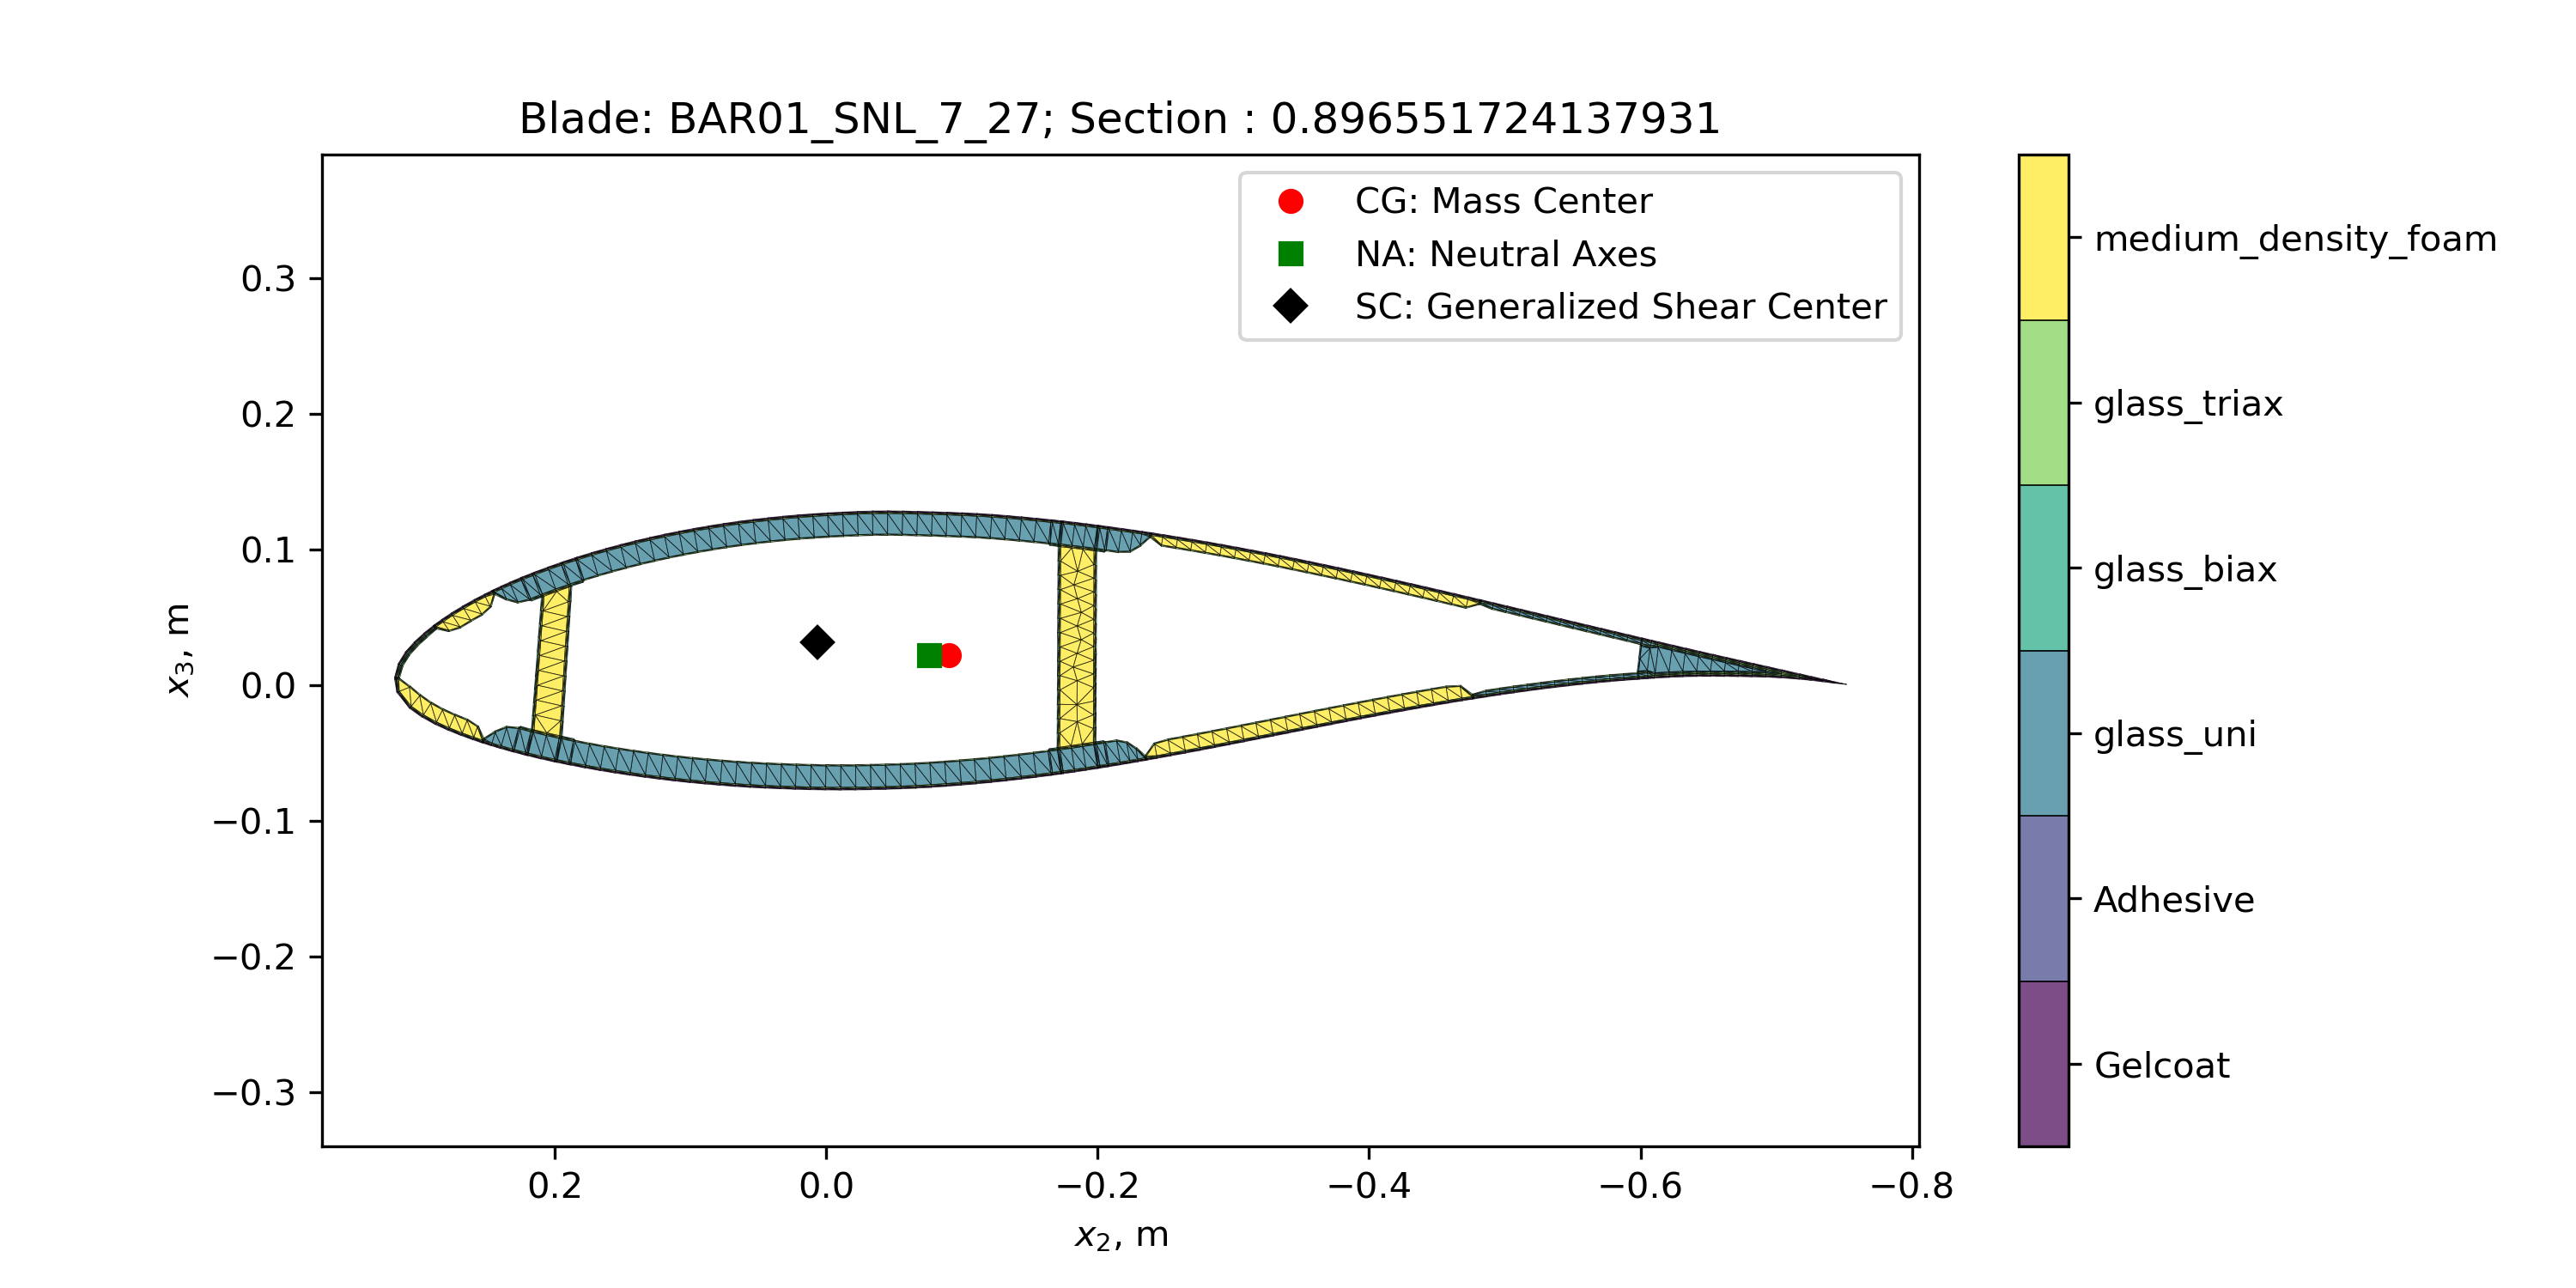 Blade: BAR01_SNL_7_27; Section : 0.896551724137931
CG: Mass Center
NA: Neutral Axes
SC: Generalized Shear Center
x3, m
0.3
0.2
0.1
0.0
−0.1
−0.2
−0.3
0.2 0.0 −0.2 −0.4 −0.6 −0.8
x2, m
medium_density_foam
glass_triax
glass_biax
glass_uni
Adhesive
Gelcoat